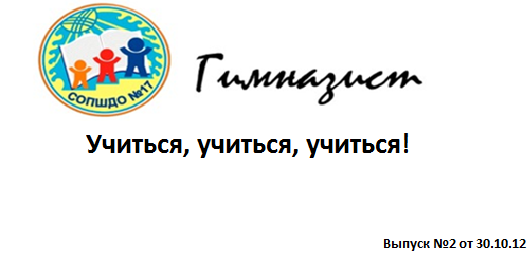 Гимназист
СОПШДО №17
Учиться, учиться, учиться!
Выпуск №2 от 30.10.12